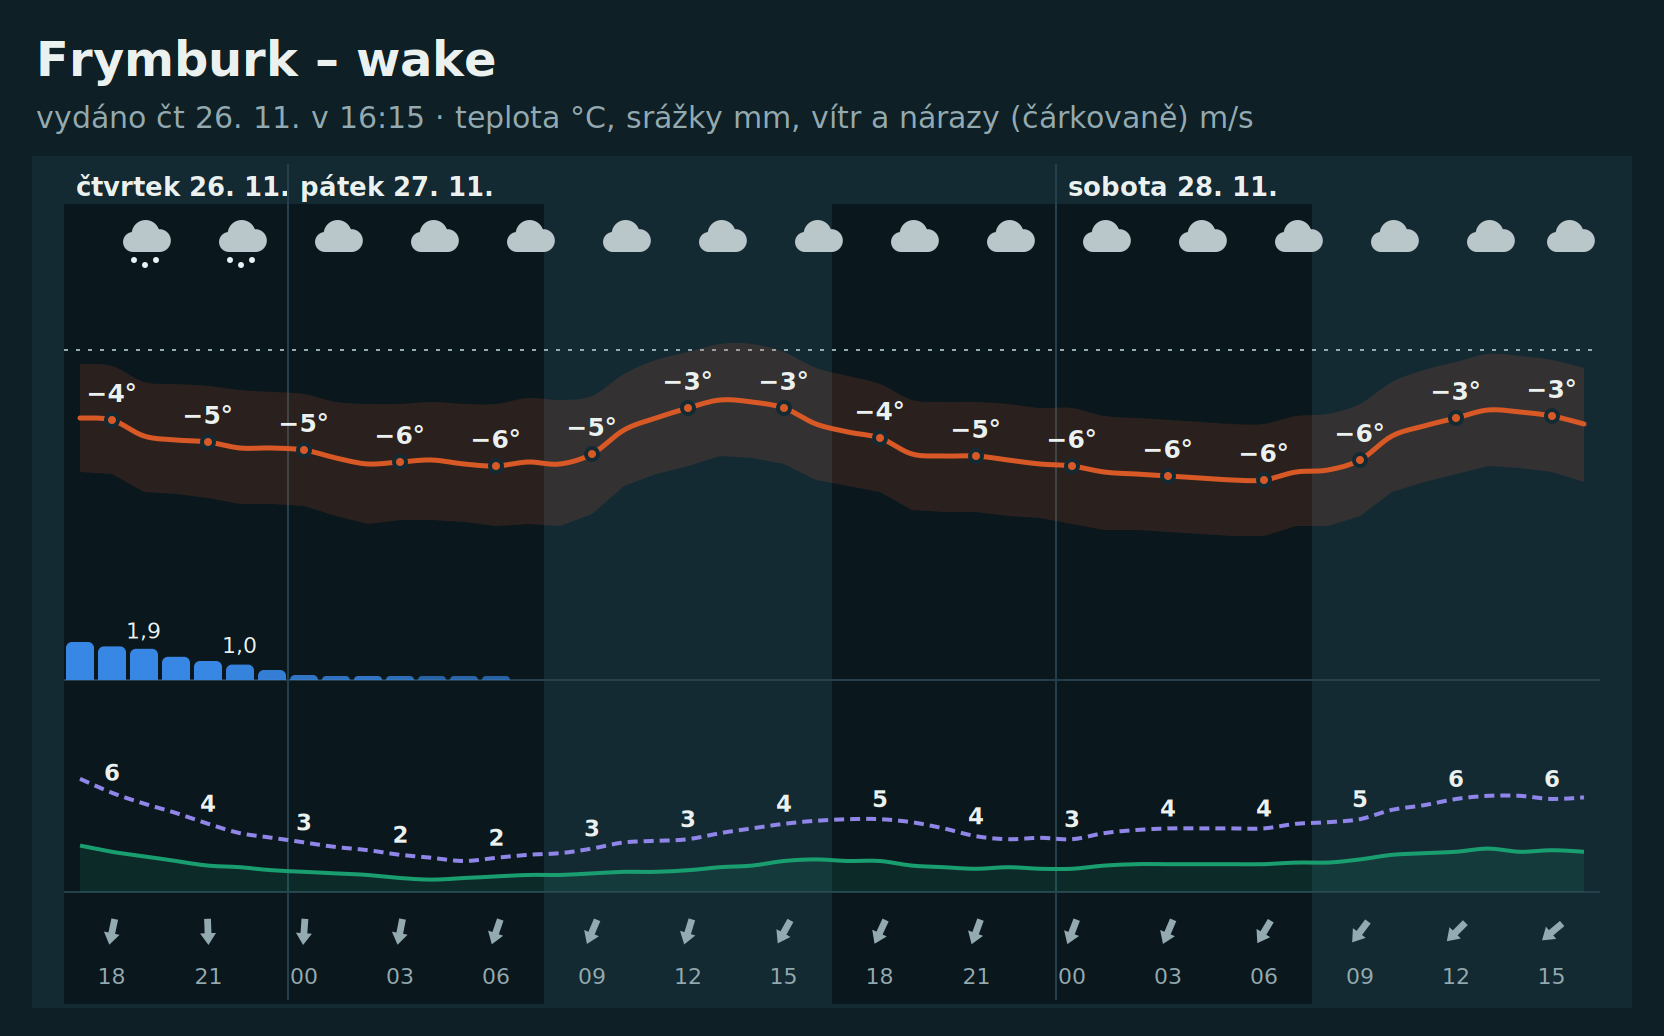 Frymburk – wake
vydáno čt 26. 11. v 16:15 · teplota °C, srážky mm, vítr a nárazy (čárkovaně) m/s
čtvrtek 26. 11. pátek 27. 11. sobota 28. 11.
−4° −5° −5° −6° −6° −5° −3° −3° −4° −5° −6° −6° −6° −6° −3° −3°
1,9 1,0
6 4 3 2 2 3 3 4 5 4 3 4 4 5 6 6
18 21 00 03 06 09 12 15 18 21 00 03 06 09 12 15